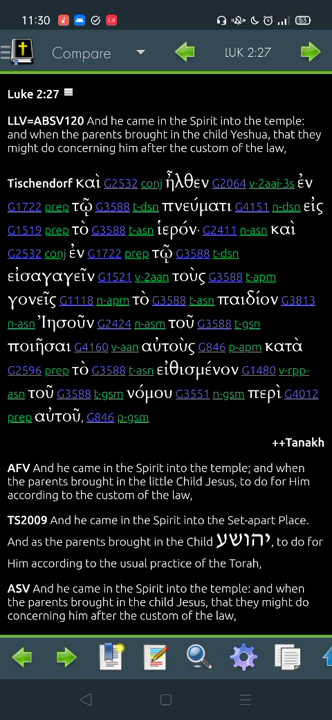 11:30
63
Compare
LUK 2:27
Luke 2:27
LLV=ABSV120 And he came in the Spirit into the temple:
and when the parents brought in the child Yeshua, that they
might do concerning him after the custom of the law,
Tischendorf καὶ G2532 conj ἦλθεν G2064 v-2aai-3s ἐν
G1722 prep τῷ G3588 t-dsn πνεύματι G4151 n-dsn εἰς
G1519 prep τὸ G3588 t-asn ἱερόν· G2411 n-asn καὶ
G2532 conj ἐν G1722 prep τῷ G3588 t-dsn
εἰσαγαγεῖν G1521 v-2aan τοὺς G3588 t-apm
γονεῖς G1118 n-apm τὸ G3588 t-asn παιδίον G3813
n-asn Ἰησοῦν G2424 n-asm τοῦ G3588 t-gsn
ποιῆσαι G4160 v-aan αὐτοὺς G846 p-apm κατὰ
G2596 prep τὸ G3588 t-asn εἰθισμένον G1480 v-rpp-
asn τοῦ G3588 t-gsm νόμου G3551 n-gsm περὶ G4012
prep αὐτοῦ, G846 p-gsm
++Tanakh
AFV And he came in the Spirit into the temple; and when
the parents brought in the little Child Jesus, to do for Him
according to the custom of the law,
TS2009 And he came in the Spirit into the Set-apart Place.
And as the parents brought in the Child יהושע, to do for
Him according to the usual practice of the Torah,
ASV And he came in the Spirit into the temple: and when
the parents brought in the child Jesus, that they might do
concerning him after the custom of the law,